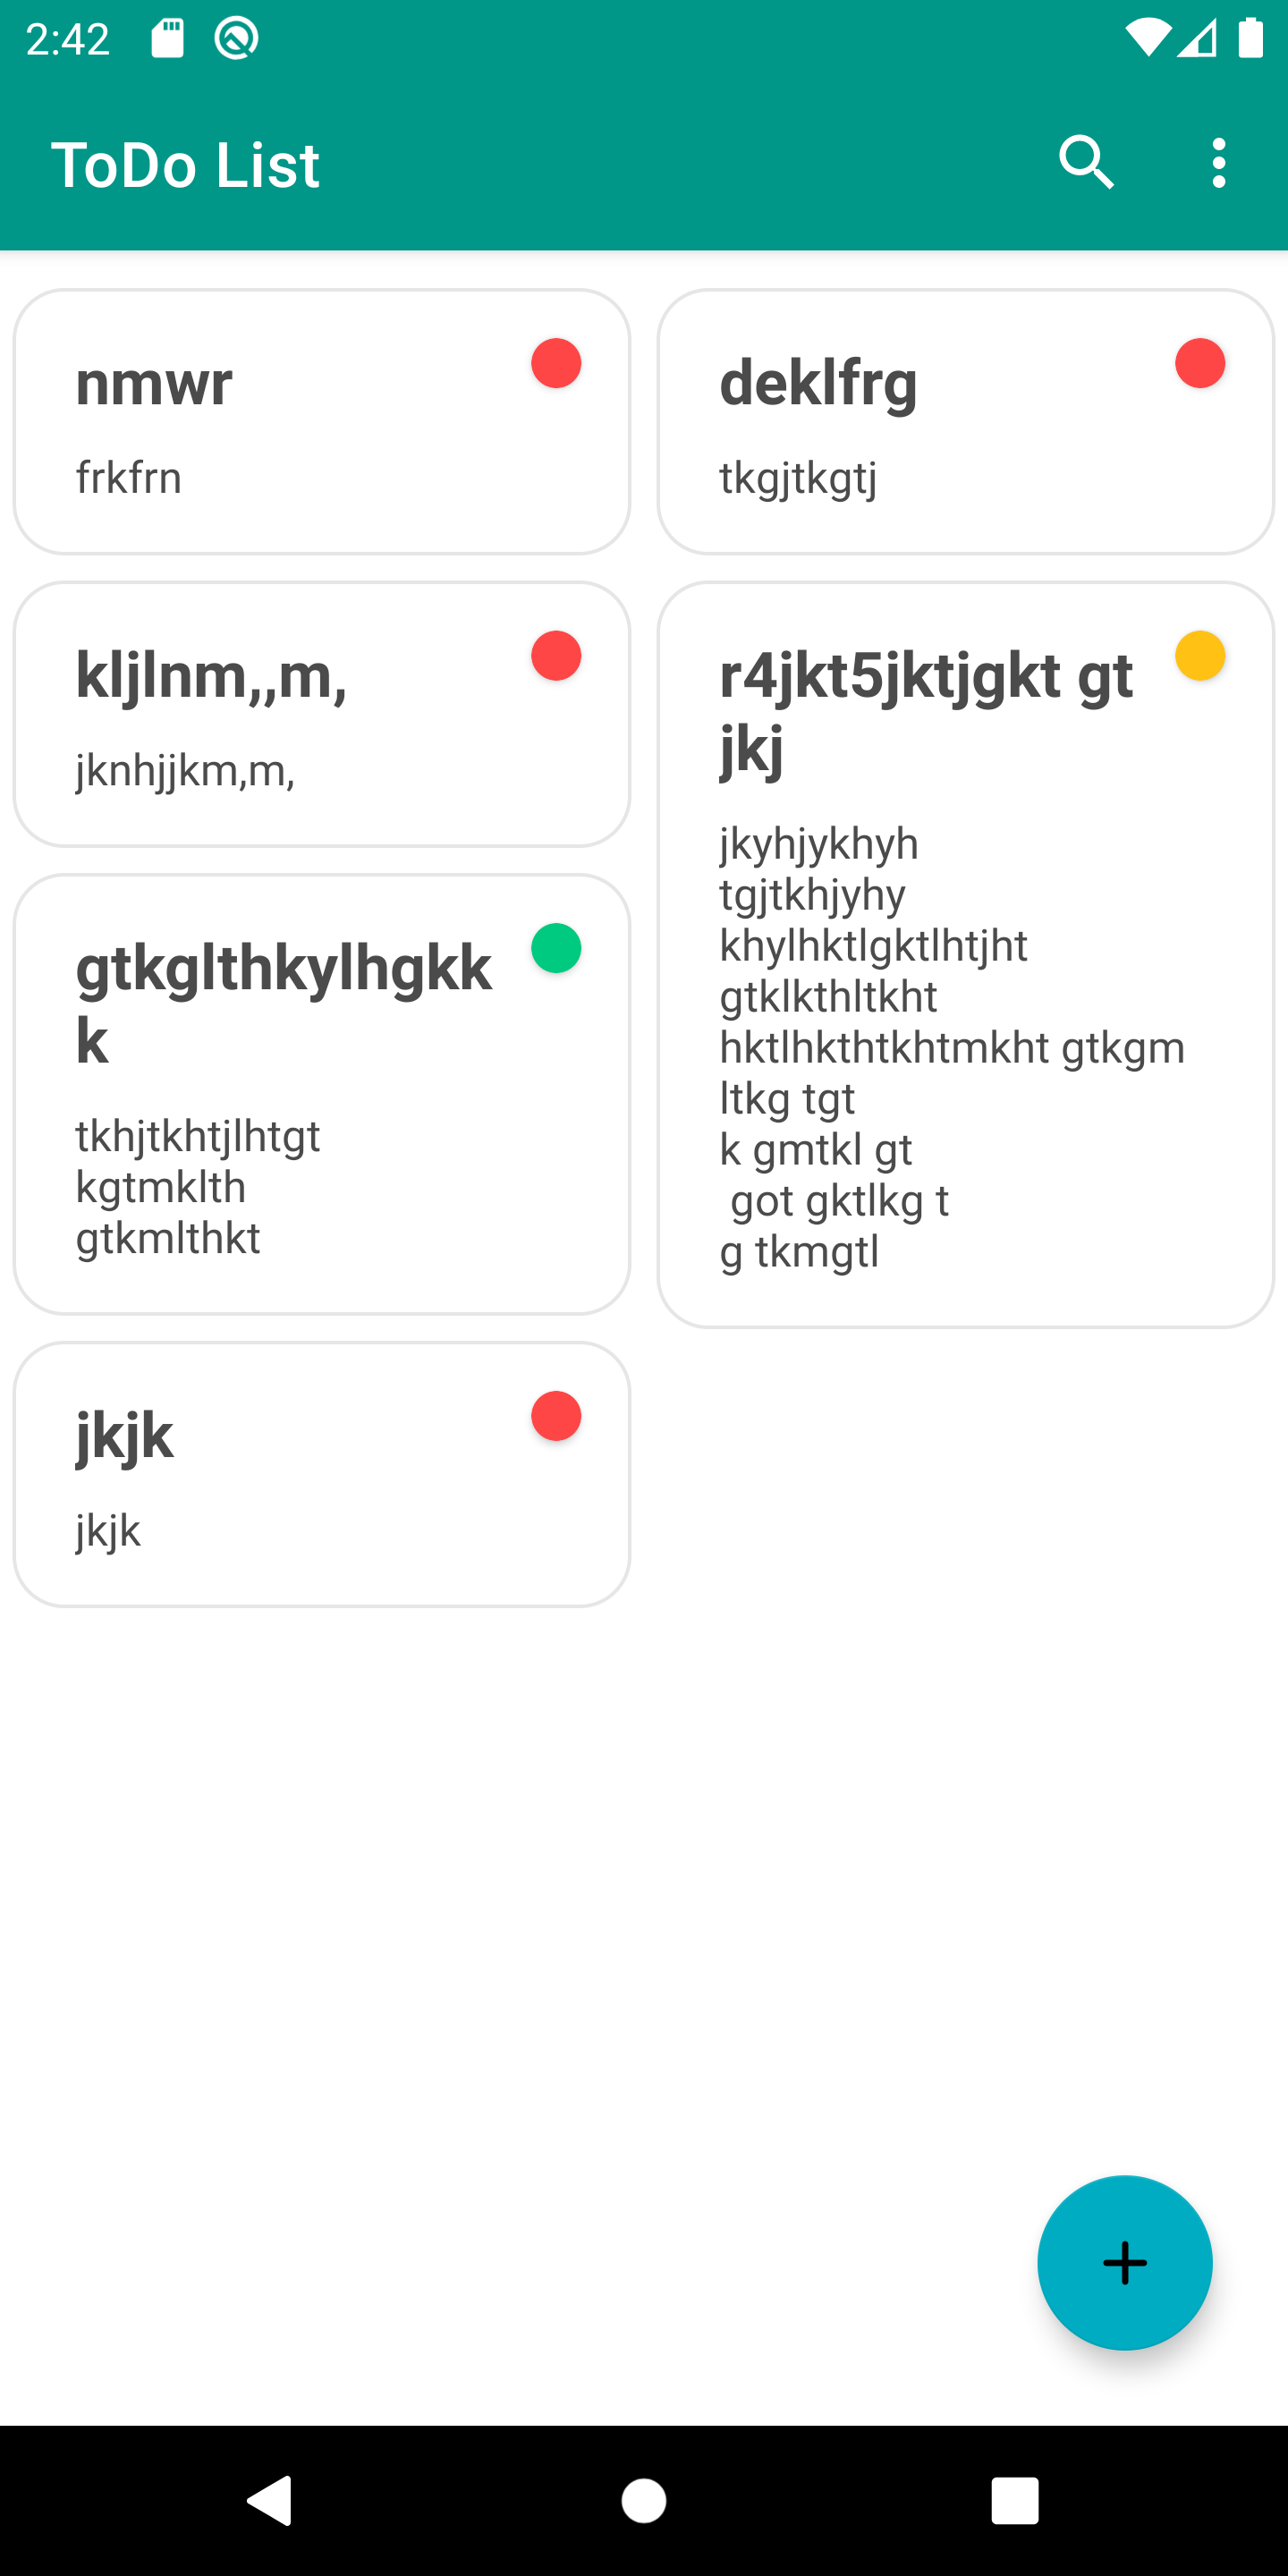 2:42
ToDo List
nmwr
frkfrn
deklfrg
tkgjtkgtj
kljlnm,,m,
jknhjjkm,m,
r4jkt5jktjgkt gt
jkj
jkyhjykhyh
tgjtkhjyhy
khylhktlgktlhtjht
gtklkthltkht
hktlhkthtkhtmkht gtkgm
ltkg tgt
k gmtkl gt
got gktlkg t
g tkmgtl
gtkglthkylhgkk
k
tkhjtkhtjlhtgt
kgtmklth
gtkmlthkt
jkjk
jkjk